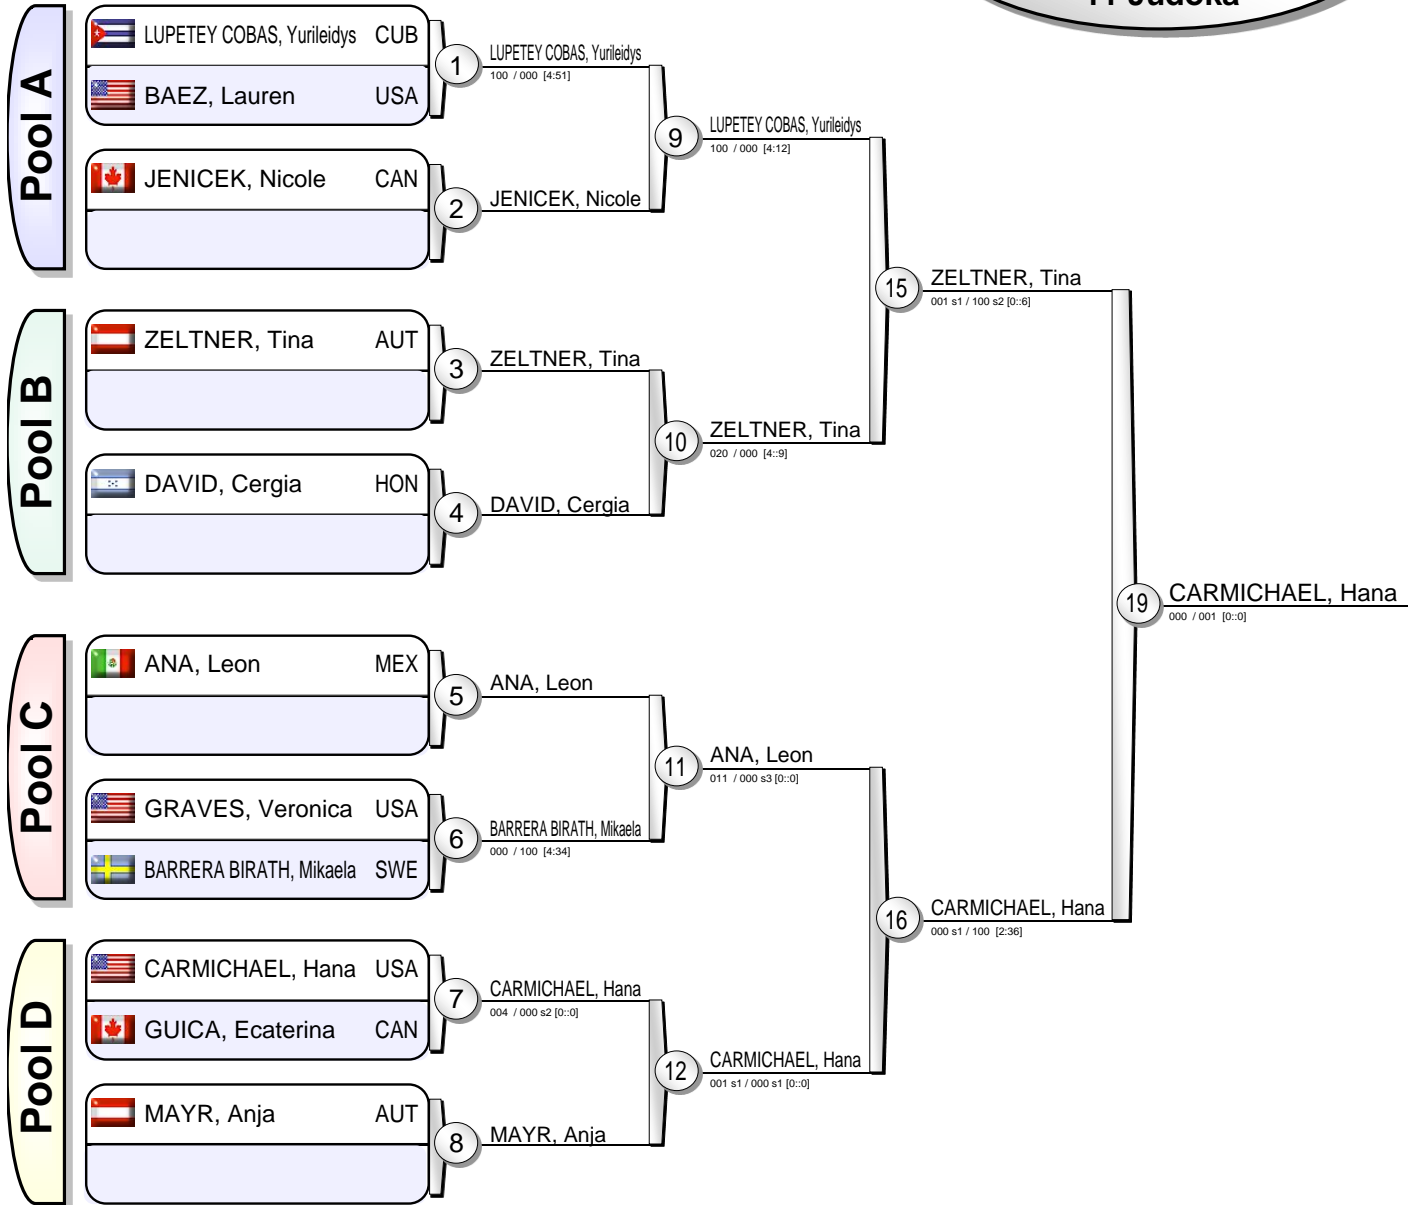 11 Judoka
Pool A
LUPETEY COBAS, Yurileidys CUB
BAEZ, Lauren USA
1
LUPETEY COBAS, Yurileidys
100 / 000 [4:51]
JENICEK, Nicole CAN
2
JENICEK, Nicole
9
LUPETEY COBAS, Yurileidys
100 / 000 [4:12]
Pool B
ZELTNER, Tina AUT
3
ZELTNER, Tina
DAVID, Cergia HON
4
DAVID, Cergia
10
ZELTNER, Tina
020 / 000 [4::9]
15
ZELTNER, Tina
001 s1 / 100 s2 [0::6]
Pool C
ANA, Leon MEX
5
ANA, Leon
GRAVES, Veronica USA
BARRERA BIRATH, Mikaela SWE
6
BARRERA BIRATH, Mikaela
000 / 100 [4:34]
11
ANA, Leon
011 / 000 s3 [0::0]
Pool D
CARMICHAEL, Hana USA
GUICA, Ecaterina CAN
7
CARMICHAEL, Hana
004 / 000 s2 [0::0]
MAYR, Anja AUT
8
MAYR, Anja
12
CARMICHAEL, Hana
001 s1 / 000 s1 [0::0]
16
CARMICHAEL, Hana
000 s1 / 100 [2:36]
19
CARMICHAEL, Hana
000 / 001 [0::0]